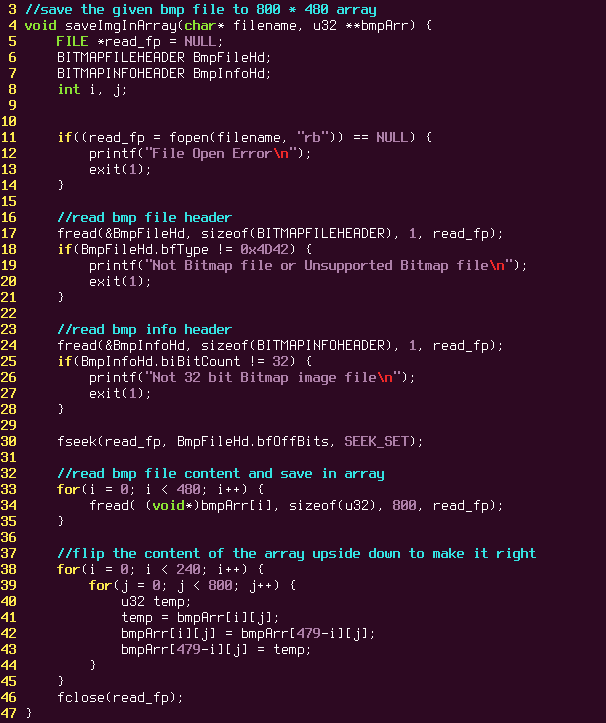 3 //save the given bmp file to 800 * 480 array
4 void saveImgInArray(char* filename, u32 **bmpArr) {
5     FILE *read_fp = NULL;
6     BITMAPFILEHEADER BmpFileHd;
7     BITMAPINFOHEADER BmpInfoHd;
8     int i, j;
9
10
11     if((read_fp = fopen(filename, "rb")) == NULL) {
12         printf("File Open Error\n");
13         exit(1);
14     }
15
16     //read bmp file header
17     fread(&BmpFileHd, sizeof(BITMAPFILEHEADER), 1, read_fp);
18     if(BmpFileHd.bfType != 0x4D42) {
19         printf("Not Bitmap file or Unsupported Bitmap file\n");
20         exit(1);
21     }
22
23     //read bmp info header
24     fread(&BmpInfoHd, sizeof(BITMAPINFOHEADER), 1, read_fp);
25     if(BmpInfoHd.biBitCount != 32) {
26         printf("Not 32 bit Bitmap image file\n");
27         exit(1);
28     }
29
30     fseek(read_fp, BmpFileHd.bfOffBits, SEEK_SET);
31
32     //read bmp file content and save in array
33     for(i = 0; i < 480; i++) {
34         fread( (void*)bmpArr[i], sizeof(u32), 800, read_fp);
35     }
36
37     //flip the content of the array upside down to make it right
38     for(i = 0; i < 240; i++) {
39         for(j = 0; j < 800; j++) {
40             u32 temp;
41             temp = bmpArr[i][j];
42             bmpArr[i][j] = bmpArr[479-i][j];
43             bmpArr[479-i][j] = temp;
44         }
45     }
46     fclose(read_fp);
47 }